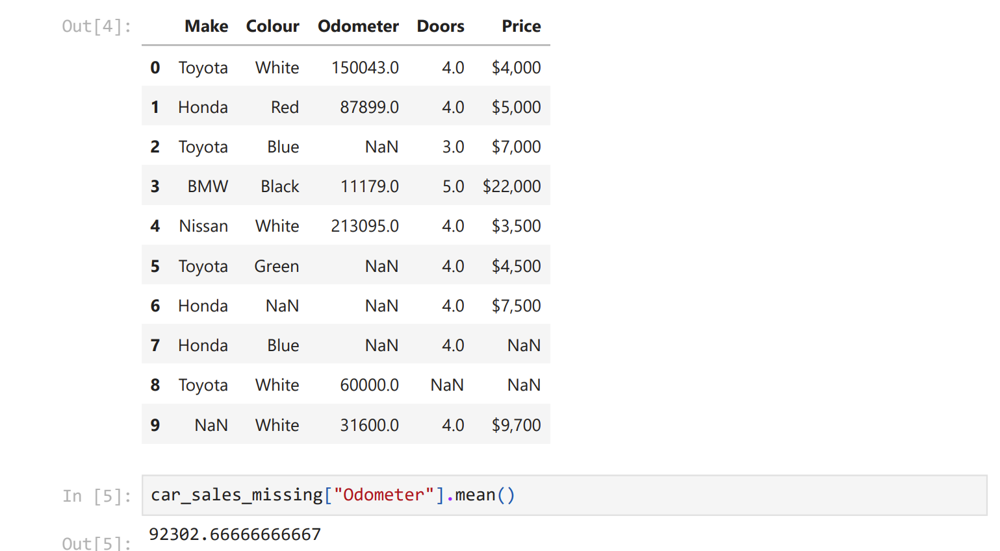 Out[4]: Make Colour Odometer Doors Price
0 Toyota White 150043.0 4.0 $4,000
1 Honda Red 87899.0 4.0 $5,000
2 Toyota Blue NaN 3.0 $7,000
3 BMW Black 11179.0 5.0 $22,000
4 Nissan White 213095.0 4.0 $3,500
5 Toyota Green NaN 4.0 $4,500
6 Honda NaN NaN 4.0 $7,500
7 Honda Blue NaN 4.0 NaN
8 Toyota White 60000.0 NaN NaN
9 NaN White 31600.0 4.0 $9,700
In [5]: car_sales_missing["Odometer"].mean()
Out[5]: 92302.66666666667